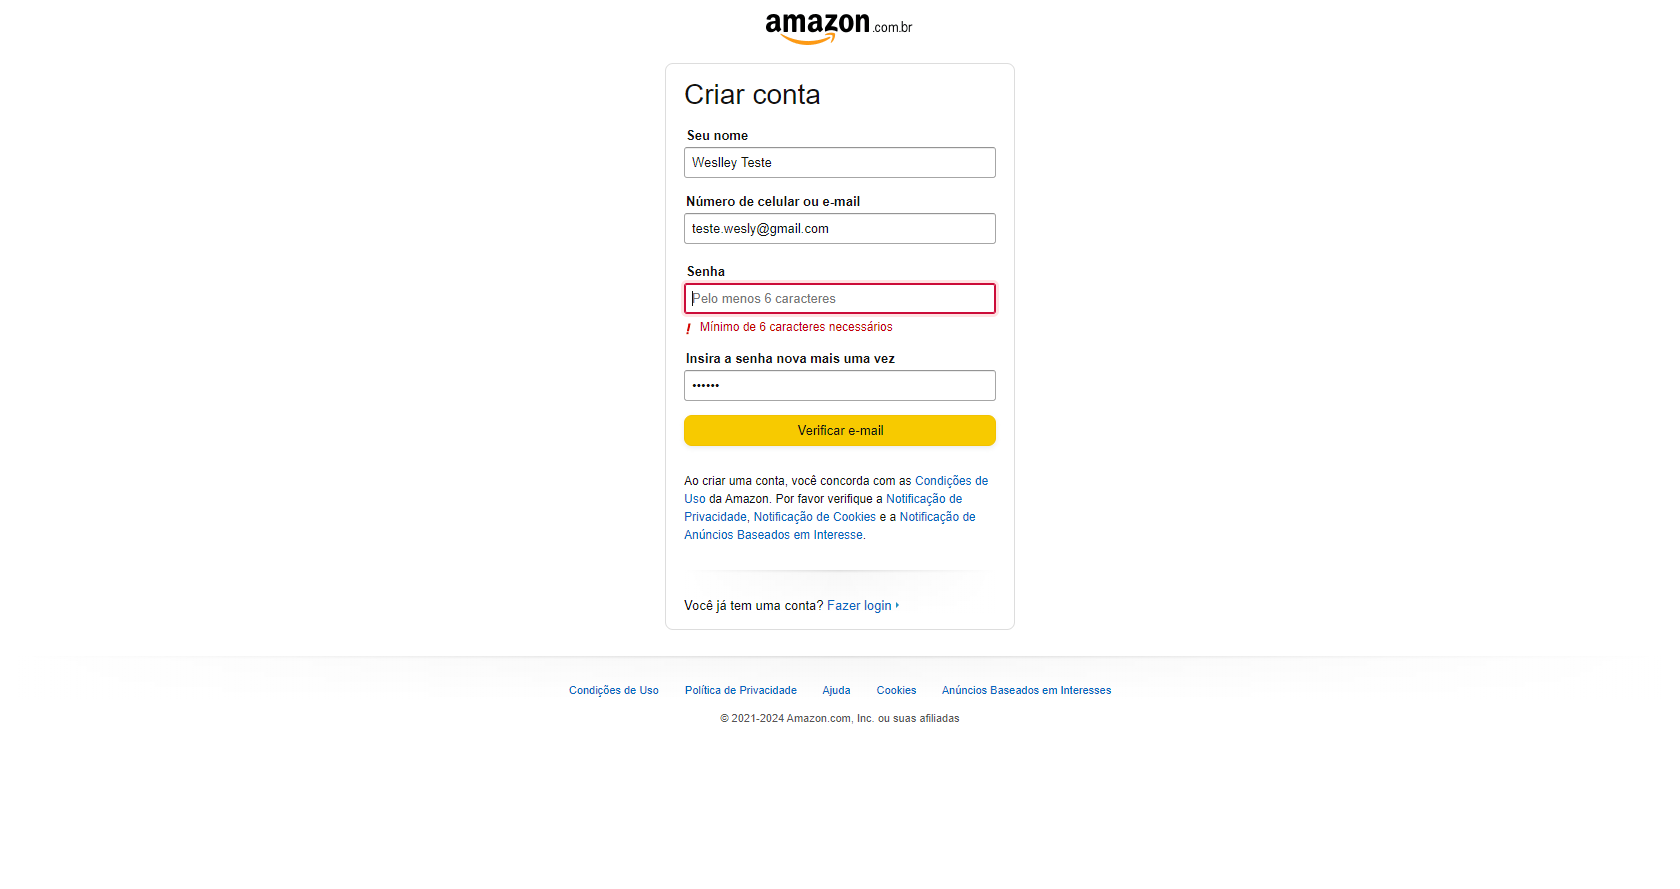 amazon.com.br
Criar conta
Seu nome
Weslley Teste
Número de celular ou e-mail
teste.wesly@gmail.com
Senha
Pelo menos 6 caracteres
! Mínimo de 6 caracteres necessários
Insira a senha nova mais uma vez
••••••
Verificar e-mail
Ao criar uma conta, você concorda com as Condições de
Uso da Amazon. Por favor verifique a Notificação de
Privacidade, Notificação de Cookies e a Notificação de
Anúncios Baseados em Interesse.
Você já tem uma conta? Fazer login
Condições de Uso Política de Privacidade Ajuda Cookies Anúncios Baseados em Interesses
© 2021-2024 Amazon.com, Inc. ou suas afiliadas